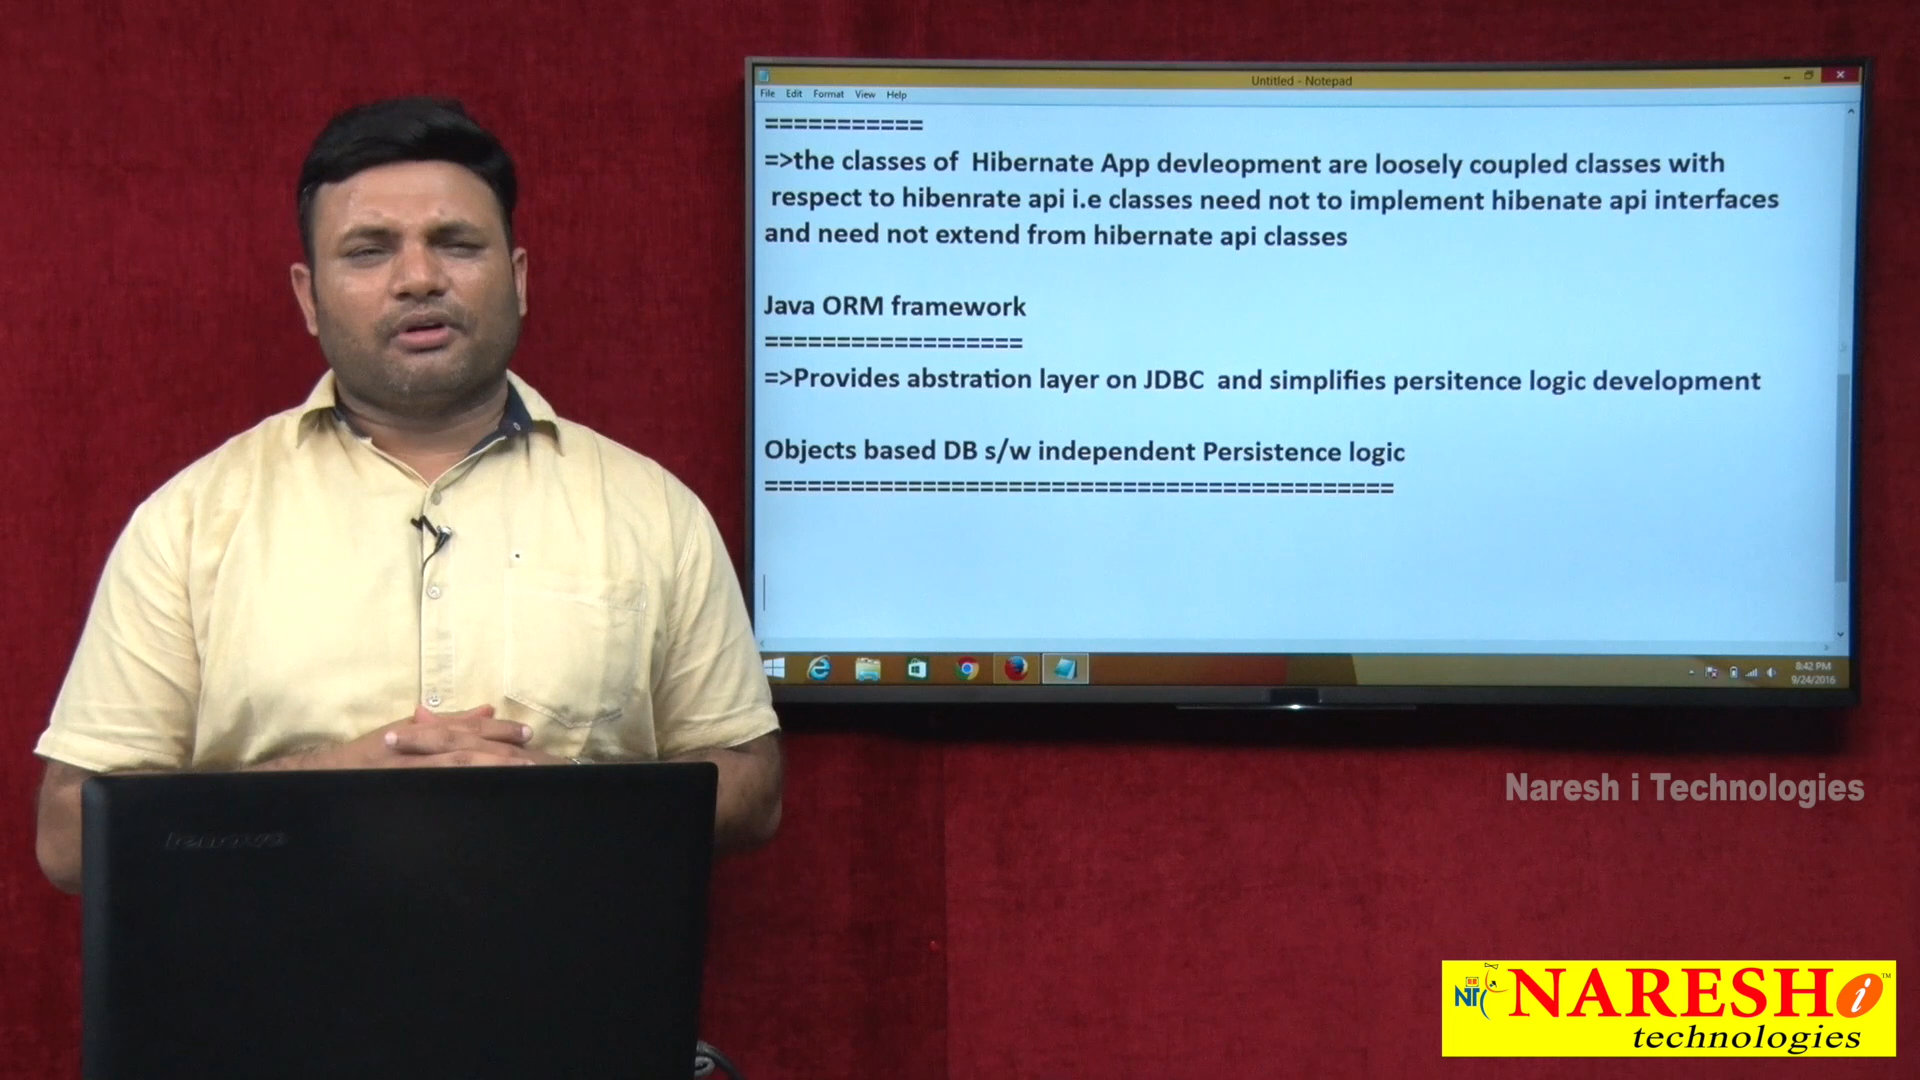 Untitled - Notepad
File Edit Format View Help
===========
=>the classes of Hibernate App devleopment are loosely coupled classes with
respect to hibenrate api i.e classes need not to implement hibenate api interfaces
and need not extend from hibernate api classes
Java ORM framework
==================
=>Provides abstration layer on JDBC and simplifies persitence logic development
Objects based DB s/w independent Persistence logic
============================================
8:42 PM
9/24/2016
Naresh i Technologies
lenovo
NARESH i ™
technologies